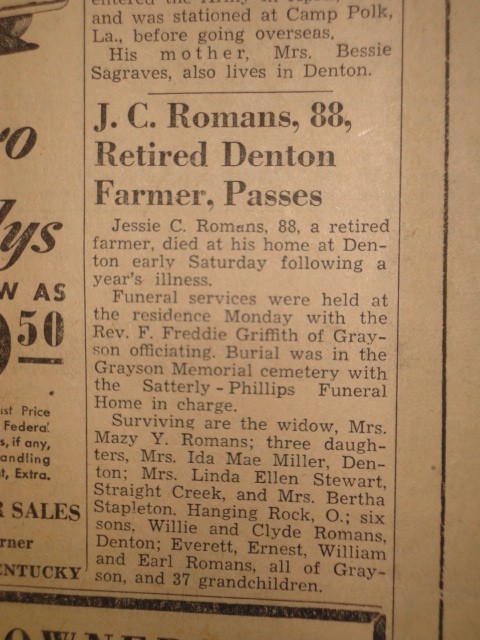 and was stationed at Camp Polk,
La., before going overseas.
His mother, Mrs. Bessie
Sagraves, also lives in Denton.
J. C. Romans, 88,
Retired Denton
Farmer, Passes
Jessie C. Romans, 88, a retired
farmer, died at his home at Den-
ton early Saturday following a
year's illness.
Funeral services were held at
the residence Monday with the
Rev. F. Freddie Griffith of Gray-
son officiating. Burial was in the
Grayson Memorial cemetery with
the Satterly - Phillips Funeral
Home in charge.
Surviving are the widow, Mrs.
Mazy Y. Romans; three daugh-
ters, Mrs. Ida Mae Miller, Den-
ton; Mrs. Linda Ellen Stewart,
Straight Creek, and Mrs. Bertha
Stapleton. Hanging Rock, O.; six
sons, Willie and Clyde Romans,
Denton; Everett, Ernest, William
and Earl Romans, all of Gray-
son, and 37 grandchildren.
AS
50
Price
Federal
s, if any,
andling
t, Extra.
SALES
rner
ENTUCKY